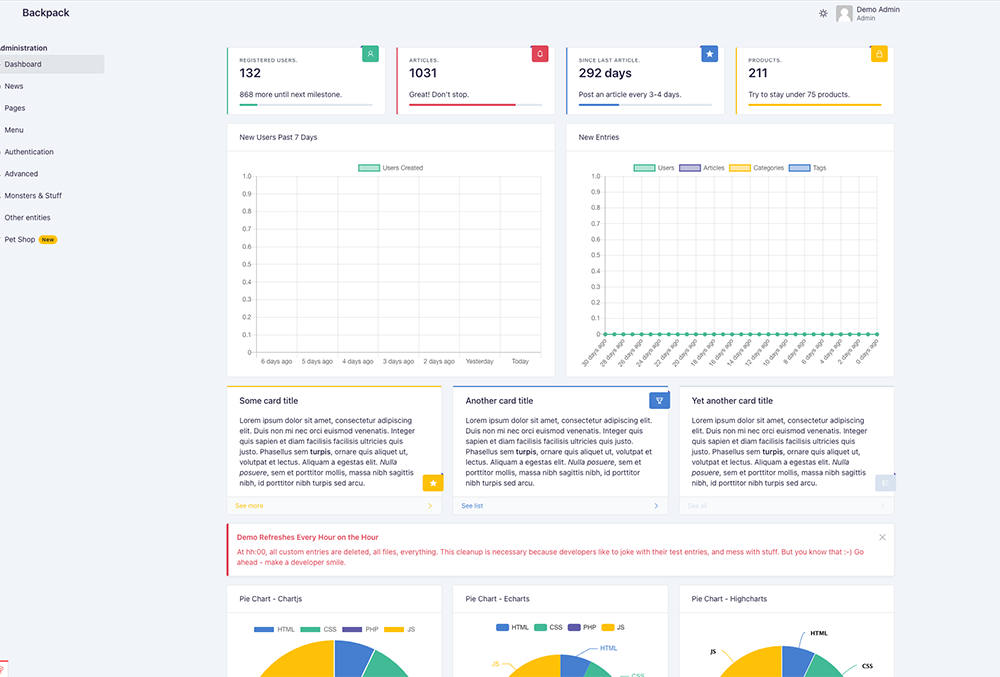 Backpack
Demo Admin
Admin
Administration
Dashboard
News
Pages
Menu
Authentication
Advanced
Monsters & Stuff
Other entities
Pet Shop New
REGISTERED USERS.
132
868 more until next milestone.
ARTICLES.
1031
Great! Don't stop.
SINCE LAST ARTICLE.
292 days
Post an article every 3-4 days.
PRODUCTS.
211
Try to stay under 75 products.
New Users Past 7 Days
Users Created
1.0
0.9
0.8
0.7
0.6
0.5
0.4
0.3
0.2
0.1
0
6 days ago 5 days ago 4 days ago 3 days ago 2 days ago Yesterday Today
New Entries
Users Articles Categories Tags
1.0
0.9
0.8
0.7
0.6
0.5
0.4
0.3
0.2
0.1
0
30 days ago 28 days ago 26 days ago 24 days ago 22 days ago 20 days ago 18 days ago 16 days ago 14 days ago 12 days ago 10 days ago 8 days ago 6 days ago 4 days ago 2 days ago 0 days ago
Some card title
Lorem ipsum dolor sit amet, consectetur adipiscing
elit. Duis non mi nec orci euismod venenatis. Integer
quis sapien et diam facilisis facilisis ultricies quis
justo. Phasellus sem turpis, ornare quis aliquet ut,
volutpat et lectus. Aliquam a egestas elit. Nulla
posuere, sem et porttitor mollis, massa nibh sagittis
nibh, id porttitor nibh turpis sed arcu.
See more
Another card title
Lorem ipsum dolor sit amet, consectetur adipiscing
elit. Duis non mi nec orci euismod venenatis. Integer
quis sapien et diam facilisis facilisis ultricies quis
justo. Phasellus sem turpis, ornare quis aliquet ut,
volutpat et lectus. Aliquam a egestas elit. Nulla
posuere, sem et porttitor mollis, massa nibh sagittis
nibh, id porttitor nibh turpis sed arcu.
See list
Yet another card title
Lorem ipsum dolor sit amet, consectetur adipiscing
elit. Duis non mi nec orci euismod venenatis. Integer
quis sapien et diam facilisis facilisis ultricies quis
justo. Phasellus sem turpis, ornare quis aliquet ut,
volutpat et lectus. Aliquam a egestas elit. Nulla
posuere, sem et porttitor mollis, massa nibh sagittis
nibh, id porttitor nibh turpis sed arcu.
See all
Demo Refreshes Every Hour on the Hour
At hh:00, all custom entries are deleted, all files, everything. This cleanup is necessary because developers like to joke with their test entries, and mess with stuff. But you know that :-) Go
ahead - make a developer smile.
Pie Chart - Chartjs
HTML CSS PHP JS
Pie Chart - Echarts
HTML CSS PHP JS
HTML
JS
CSS
Pie Chart - Highcharts
HTML
JS
CSS